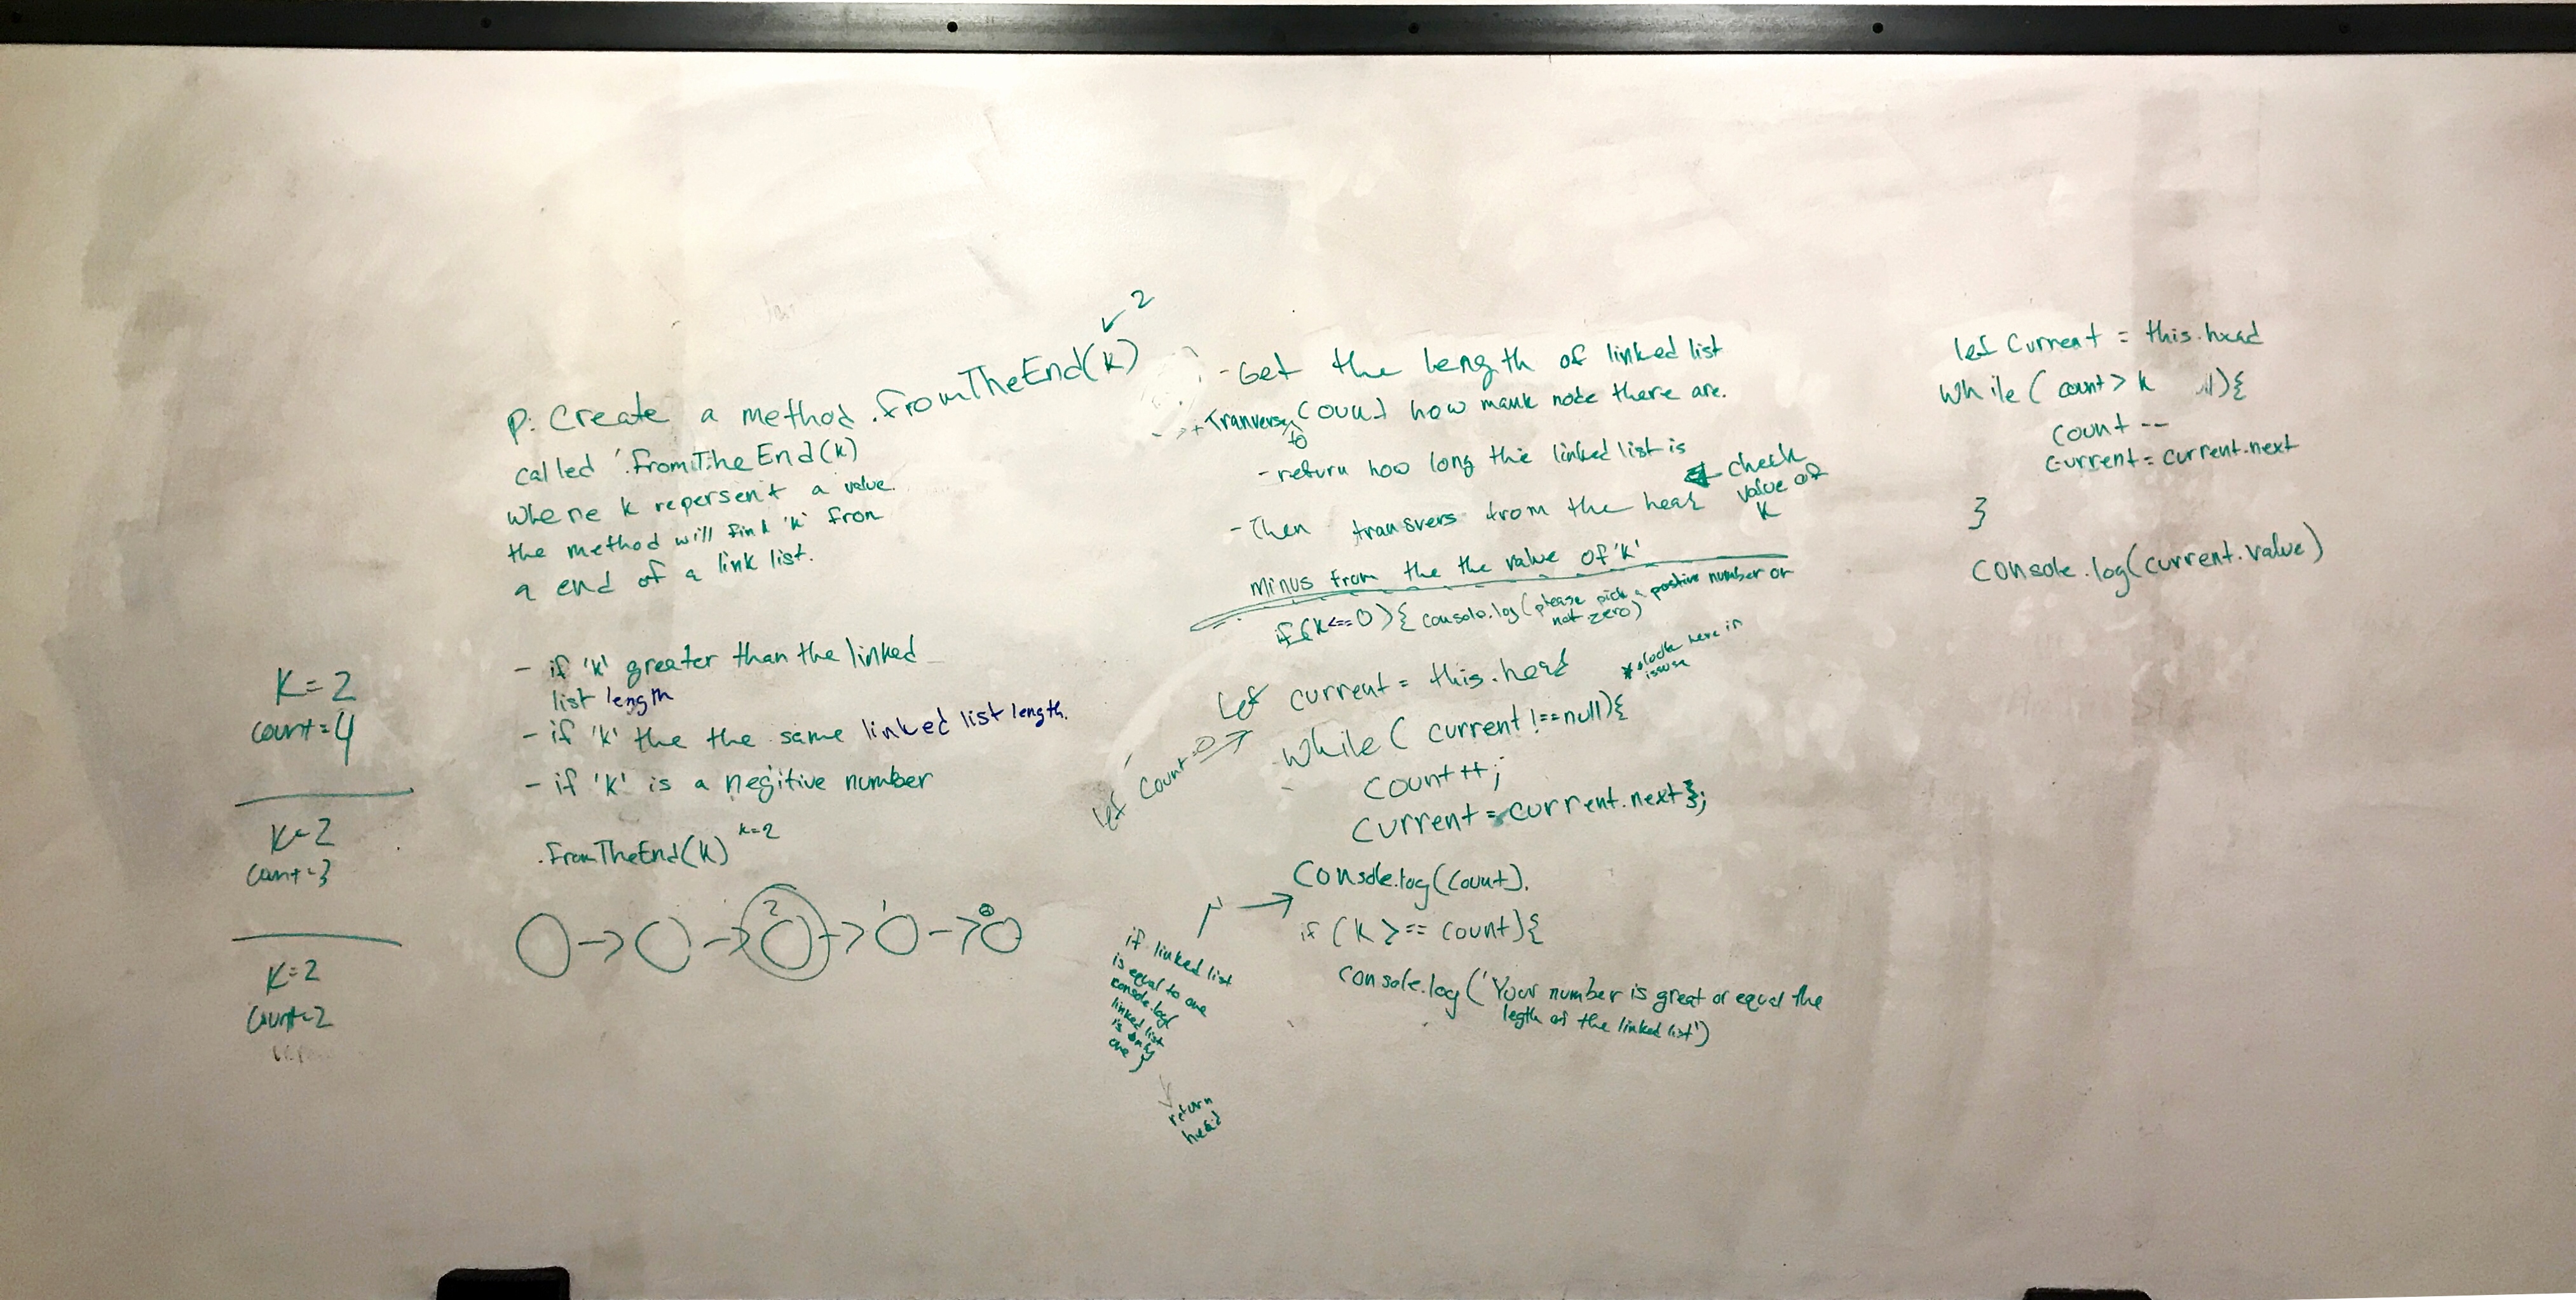 2
P: Create a method .fromTheEnd(k)
called '.fromTheEnd(k)
where k repersent a value.
the method will find 'k' from
a end of a link list.
- if 'k' greater than the linked
list length
- if 'k' the the same linked list length.
- if 'k' is a negitive number
.fromTheEnd(k) k=2
2 1 0
K=2
count=4
K=2
count=3
K=2
count=2
- Get the length of linked list
Tranverse to count how mank node there are.
- return how long the linked list is
check value of K
- Then transvers from the head
minus from the the value of 'k'
if (k<==0){ console.log(please pick a postive number or
not zero)
* look here if
issuse
let current = this.head
let count=0
while ( current !==null){
count++;
current = current.next};
Console.log(count).
if (k >== count){
console.log('Your number is great or equal the
legth of the linked list')
if linked list
is equal to one
console.log(
linked list
is only
one
return
head
let Current = this.head
While ( count > k ){
count --
current = current.next
}
Console.log(current.value)